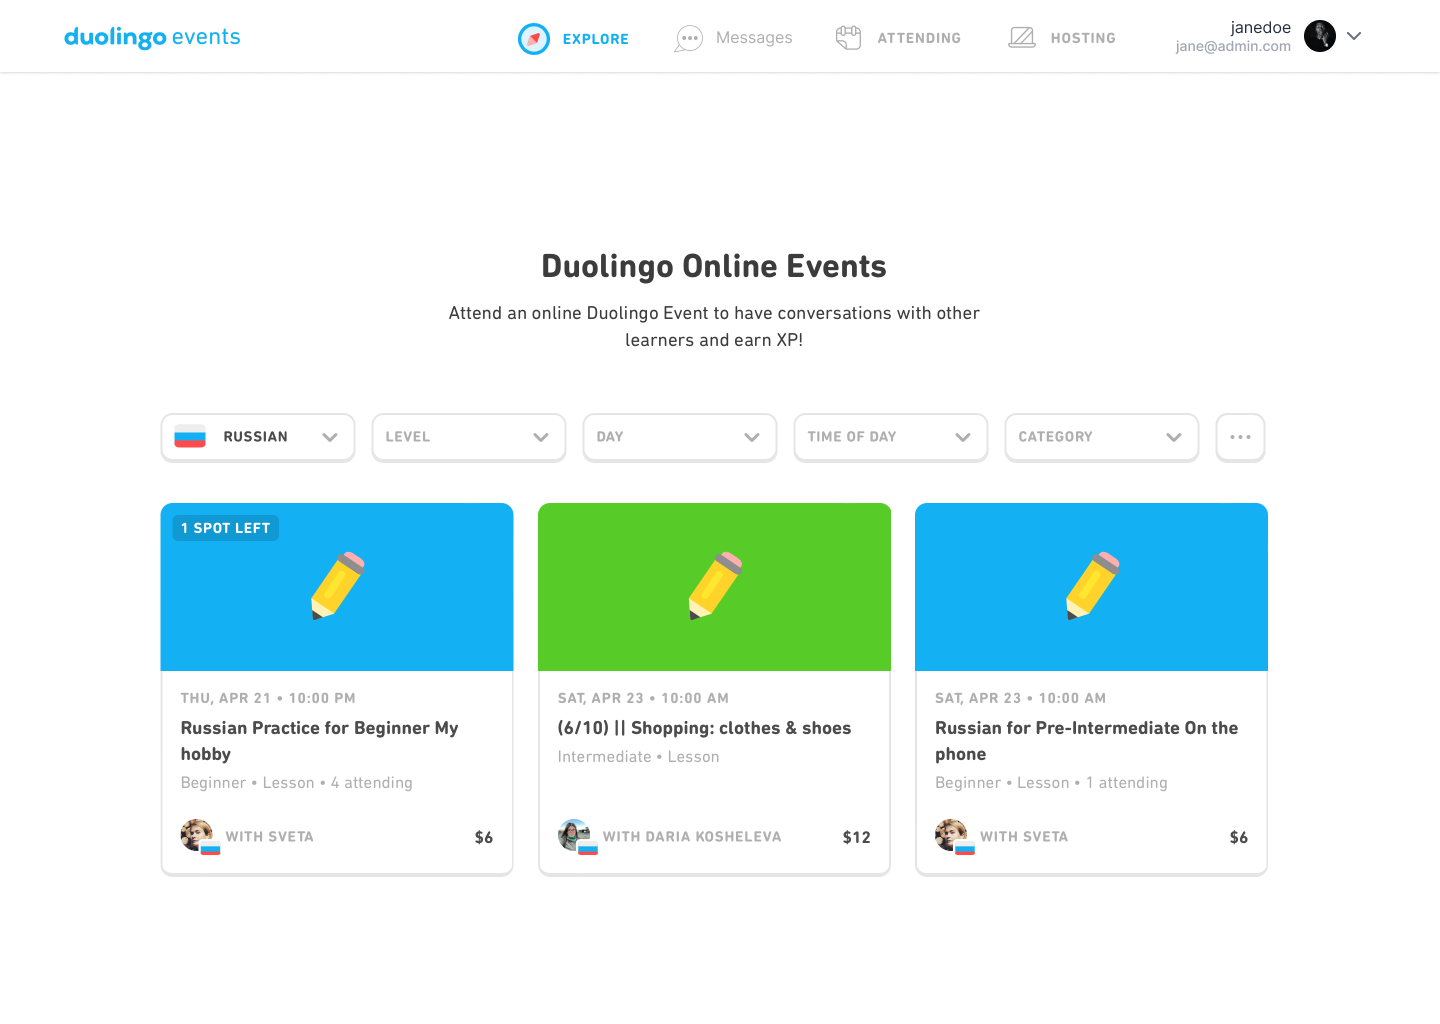 duolingo events
EXPLORE
Messages
ATTENDING
HOSTING
janedoe
jane@admin.com
Duolingo Online Events
Attend an online Duolingo Event to have conversations with other
learners and earn XP!
RUSSIAN
LEVEL
DAY
TIME OF DAY
CATEGORY
1 SPOT LEFT
THU, APR 21 • 10:00 PM
Russian Practice for Beginner My
hobby
Beginner • Lesson • 4 attending
WITH SVETA
$6
SAT, APR 23 • 10:00 AM
(6/10) || Shopping: clothes & shoes
Intermediate • Lesson
WITH DARIA KOSHELEVA
$12
SAT, APR 23 • 10:00 AM
Russian for Pre-Intermediate On the
phone
Beginner • Lesson • 1 attending
WITH SVETA
$6